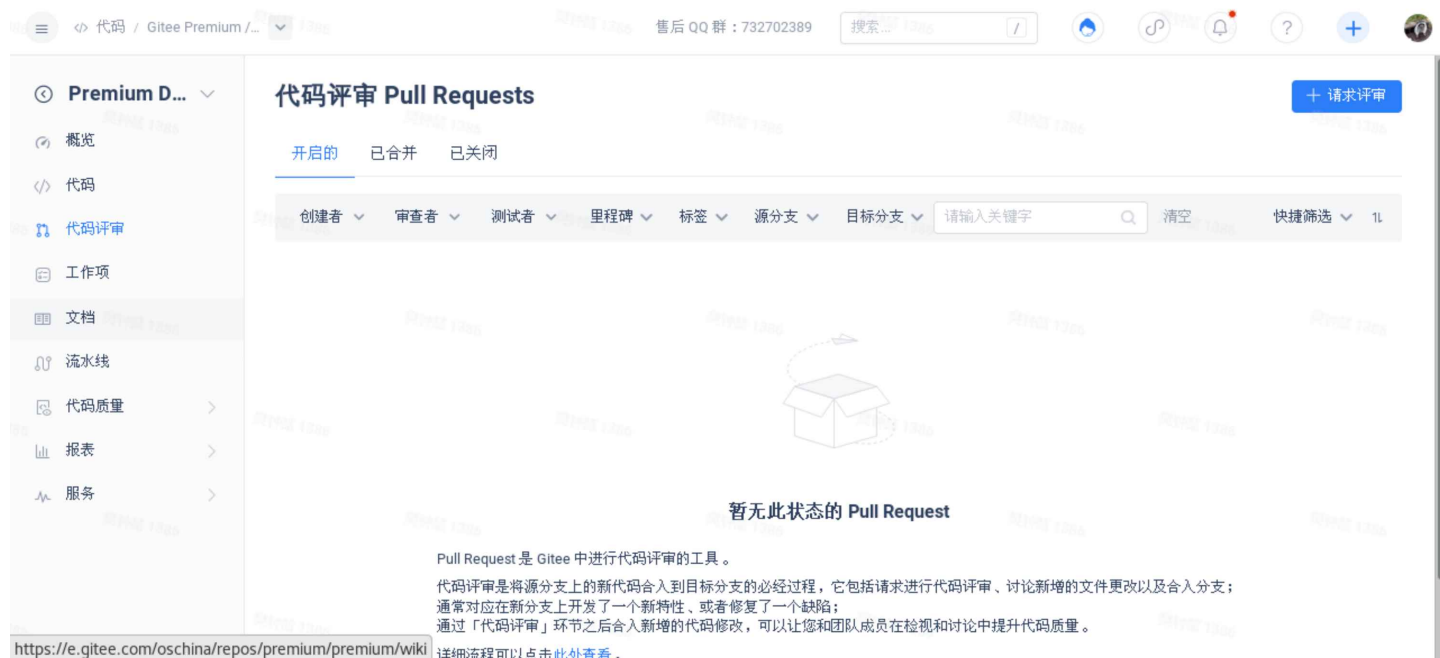 代码 / Gitee Premium /...
售后 QQ 群：732702389
搜索...
/
?
+
Premium D...
概览
代码
代码评审
工作项
文档
流水线
代码质量
报表
服务
代码评审 Pull Requests
+ 请求评审
开启的 已合并 已关闭
创建者 审查者 测试者 里程碑 标签 源分支 目标分支 请输入关键字 清空 快捷筛选
暂无此状态的 Pull Request
Pull Request 是 Gitee 中进行代码评审的工具。
代码评审是将源分支上的新代码合入到目标分支的必经过程，它包括请求进行代码评审、讨论新增的文件更改以及合入分支；
通常对应在新分支上开发了一个新特性、或者修复了一个缺陷；
通过「代码评审」环节之后合入新增的代码修改，可以让您和团队成员在检视和讨论中提升代码质量。
详细流程可以点击此处查看。
https://e.gitee.com/oschina/repos/premium/premium/wiki